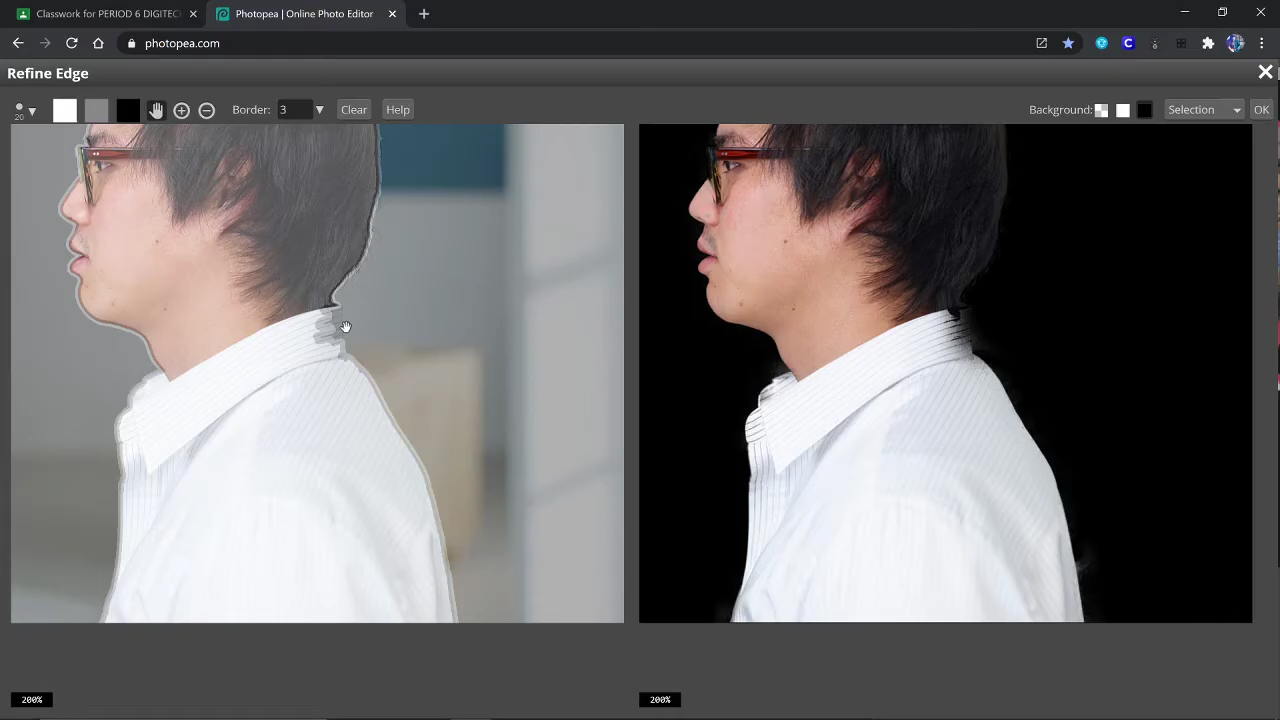 Classwork for PERIOD 6 DIGITECH
Photopea | Online Photo Editor
photopea.com
Refine Edge
20
Border: 3 Clear Help
Background: Selection OK
200%
200%